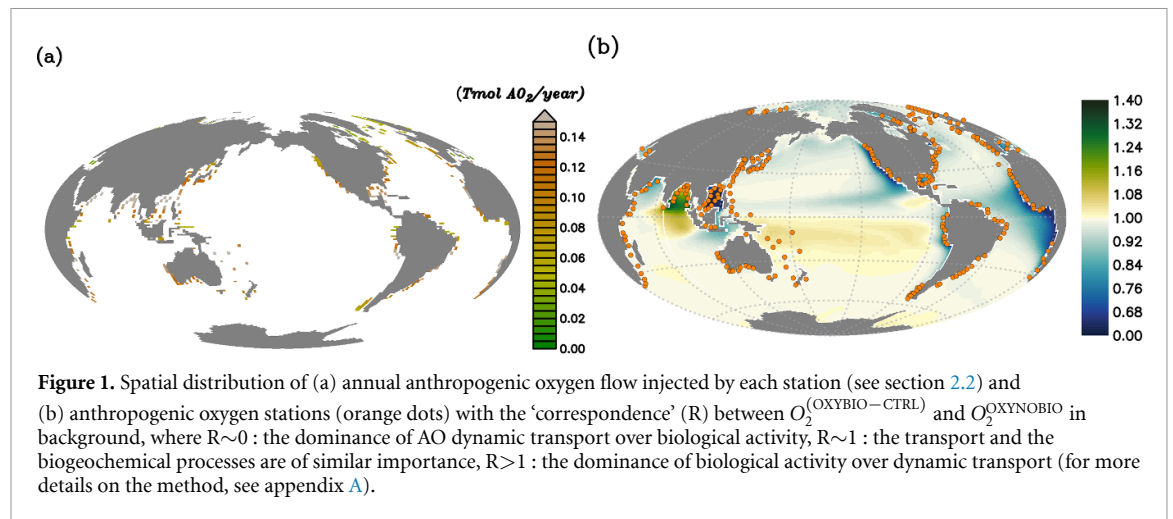 (a)
(Tmol AO₂/year)
0.14
0.12
0.10
0.08
0.06
0.04
0.02
0.00
(b)
1.40
1.32
1.24
1.16
1.08
1.00
0.92
0.84
0.76
0.68
0.00
Figure 1. Spatial distribution of (a) annual anthropogenic oxygen flow injected by each station (see section 2.2) and
(b) anthropogenic oxygen stations (orange dots) with the ‘correspondence’ (R) between O₂^(OXYBIO−CTRL) and O₂^OXYNOBIO in
background, where R∼0 : the dominance of AO dynamic transport over biological activity, R∼1 : the transport and the
biogeochemical processes are of similar importance, R>1 : the dominance of biological activity over dynamic transport (for more
details on the method, see appendix A).